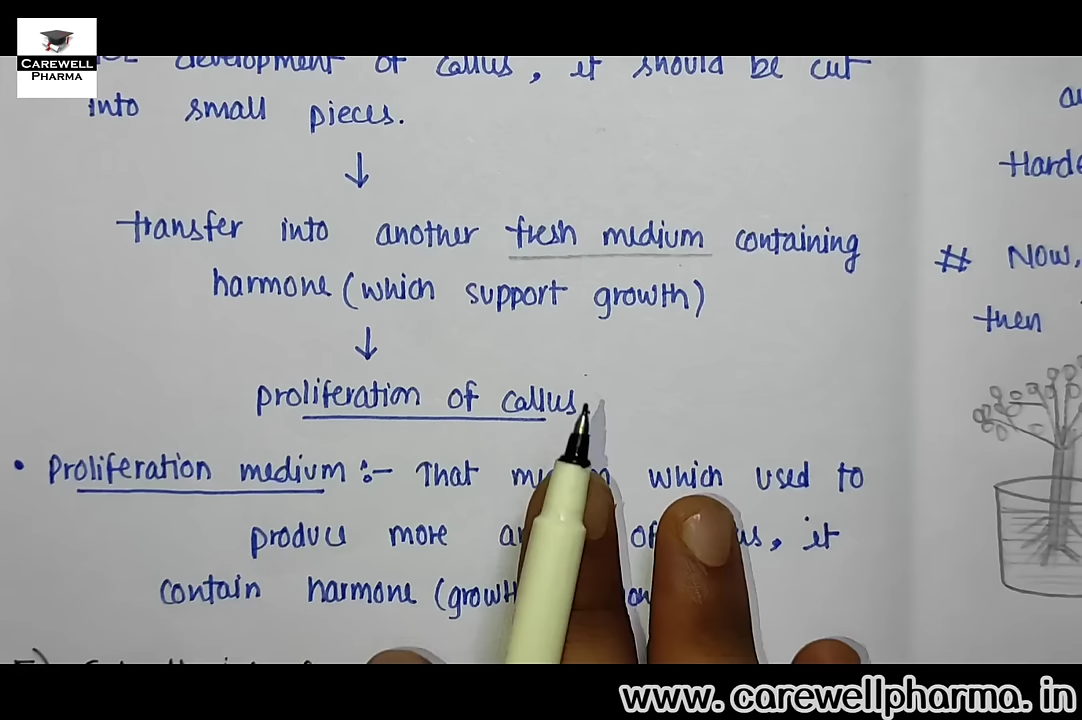 CAREWELL
PHARMA
development of callus, it should be cut
into small pieces.
↓
transfer into another fresh medium containing
harmone (which support growth)
↓
proliferation of callus
• Proliferation medium :- That which used to
produce more of , it
contain harmone (growth
Now,
then
www.carewellpharma.in